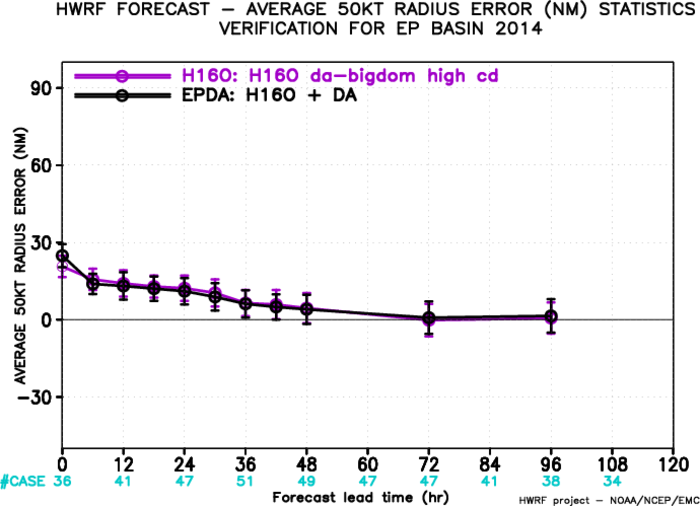 HWRF FORECAST – AVERAGE 50KT RADIUS ERROR (NM) STATISTICS
VERIFICATION FOR EP BASIN 2014
H160: H160 da–bigdom high cd
EPDA: H160 + DA
AVERAGE 50KT RADIUS ERROR (NM)
90
60
30
0
–30
0 12 24 36 48 60 72 84 96 108 120
#CASE 36 41 47 51 49 47 47 41 38 34
Forecast lead time (hr)
HWRF project – NOAA/NCEP/EMC